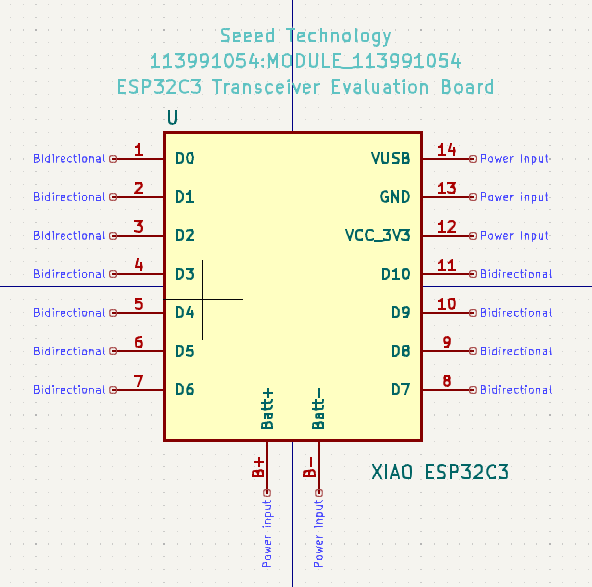 Seeed Technology
113991054:MODULE_113991054
ESP32C3 Transceiver Evaluation Board
U
Bidirectional 1 D0 VUSB 14 Power input
Bidirectional 2 D1 GND 13 Power input
Bidirectional 3 D2 VCC_3V3 12 Power input
Bidirectional 4 D3 D10 11 Bidirectional
Bidirectional 5 D4 D9 10 Bidirectional
Bidirectional 6 D5 D8 9 Bidirectional
Bidirectional 7 D6 D7 8 Bidirectional
Batt+ Batt-
B+ B-
XIAO ESP32C3
Power input Power input